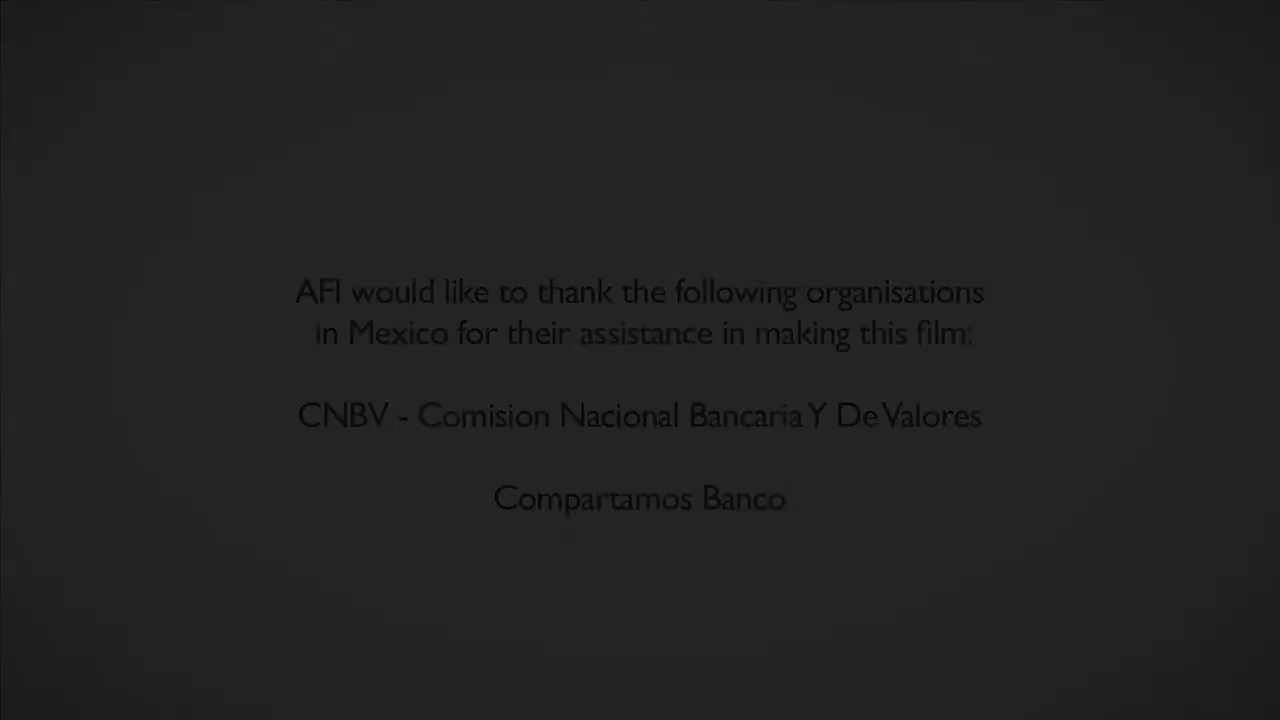 AFI would like to thank the following organisations
in Mexico for their assistance in making this film:
CNBV - Comision Nacional Bancaria Y De Valores
Compartamos Banco